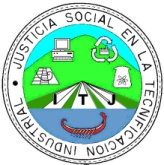 JUSTICIA SOCIAL EN LA TECNIFICACION INDUSTRIAL
I T J